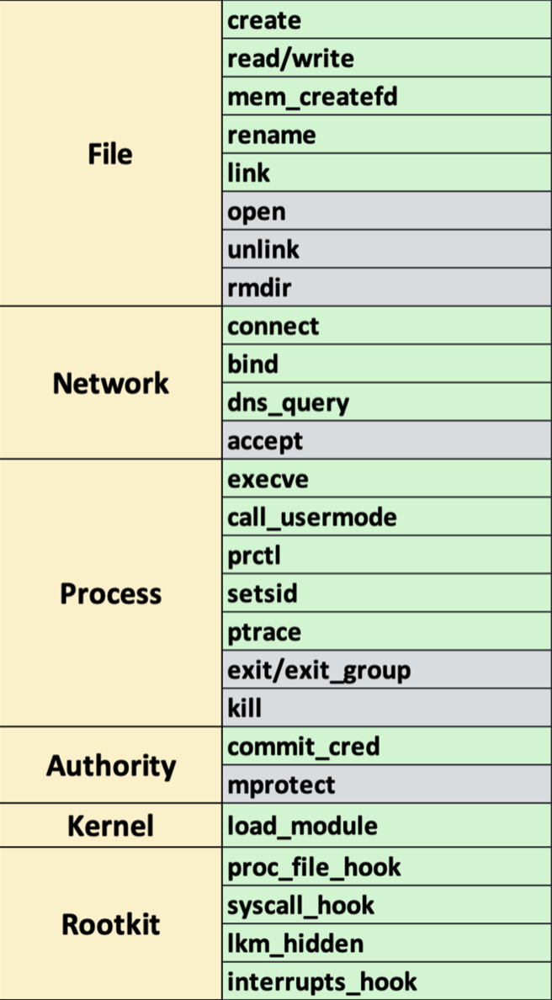 File
create
read/write
mem_createfd
rename
link
open
unlink
rmdir
Network
connect
bind
dns_query
accept
Process
execve
call_usermode
prctl
setsid
ptrace
exit/exit_group
kill
Authority
commit_cred
mprotect
Kernel
load_module
Rootkit
proc_file_hook
syscall_hook
lkm_hidden
interrupts_hook